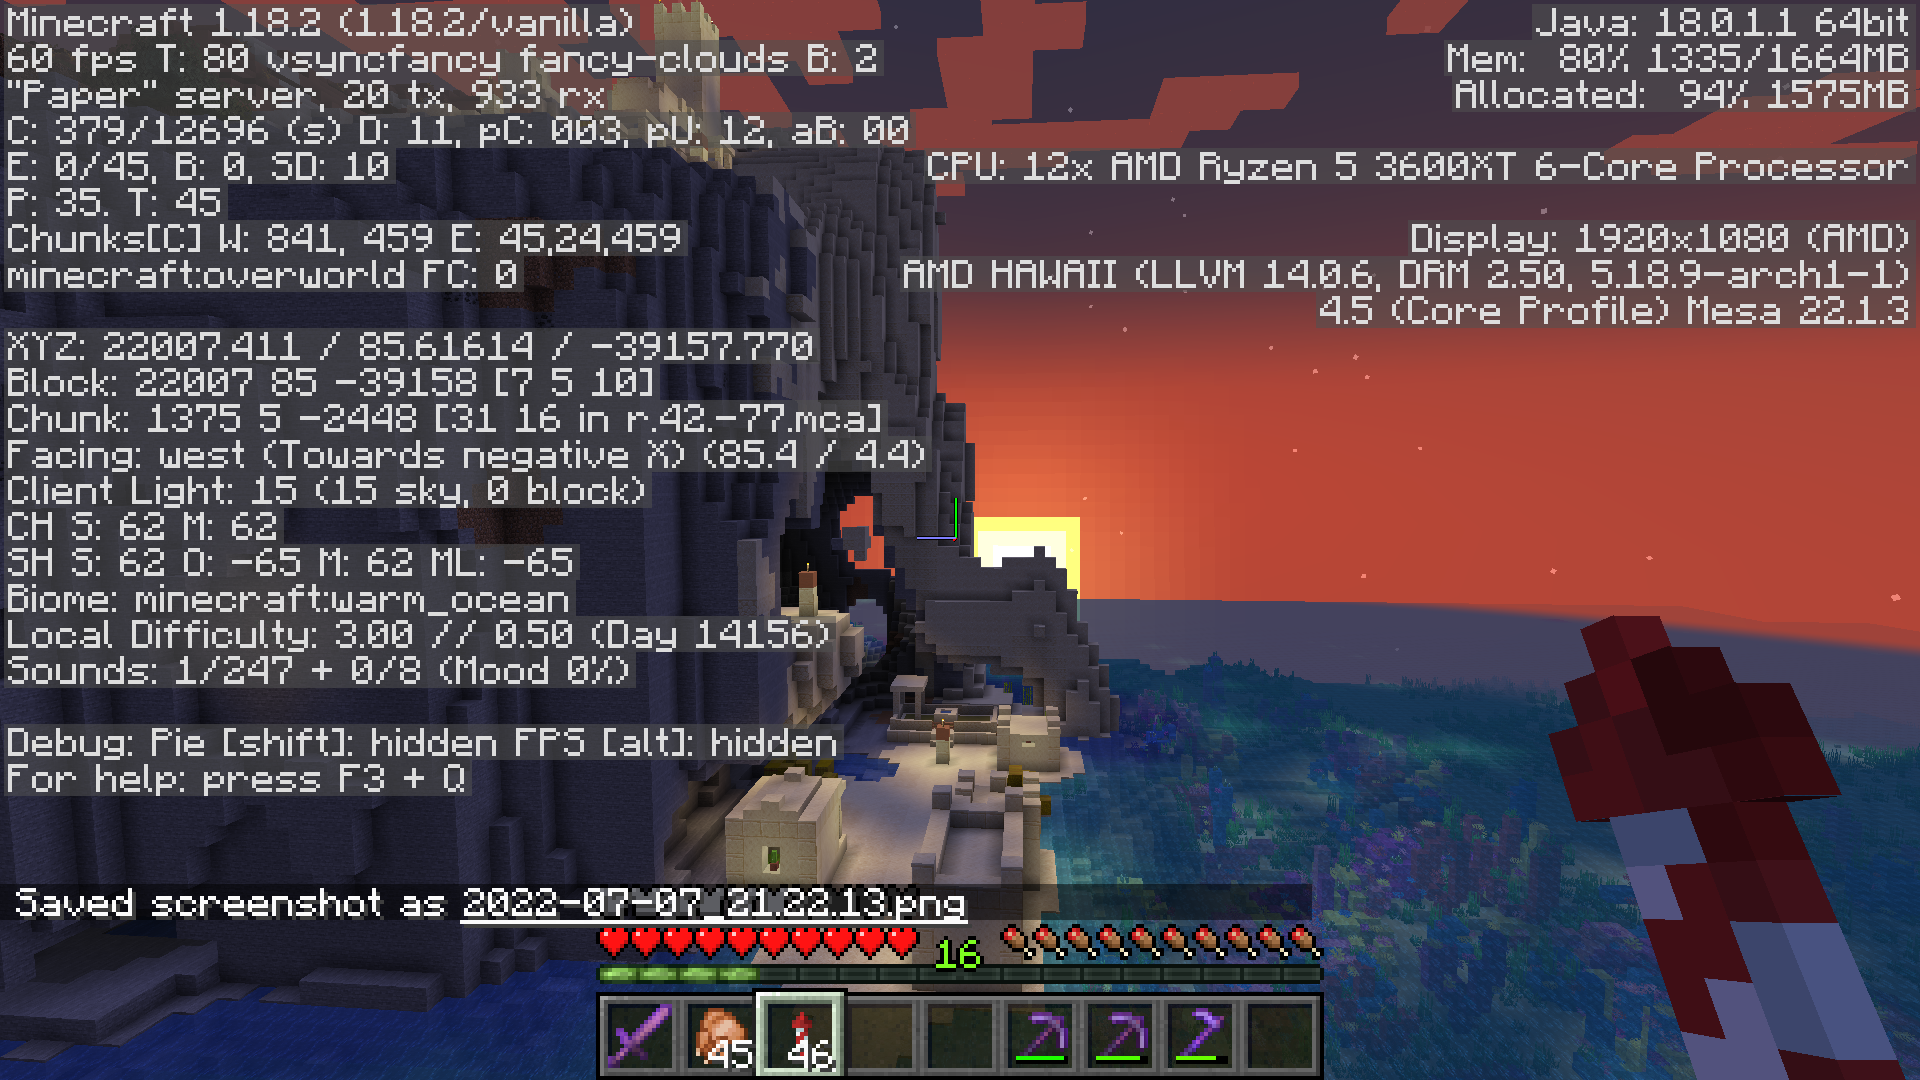 Minecraft 1.18.2 (1.18.2/vanilla)
60 fps T: 80 vsyncfancy fancy-clouds B: 2
"Paper" server, 20 tx, 933 rx
C: 379/12696 (s) D: 11, pC: 003, pU: 12, aB: 00
E: 0/45, B: 0, SD: 10
P: 35. T: 45
Chunks[C] W: 841, 459 E: 45,24,459
minecraft:overworld FC: 0
XYZ: 22007.411 / 85.61614 / -39157.770
Block: 22007 85 -39158 [7 5 10]
Chunk: 1375 5 -2448 [31 16 in r.42.-77.mca]
Facing: west (Towards negative X) (85.4 / 4.4)
Client Light: 15 (15 sky, 0 block)
CH S: 62 M: 62
SH S: 62 O: -65 M: 62 ML: -65
Biome: minecraft:warm_ocean
Local Difficulty: 3.00 // 0.50 (Day 14156)
Sounds: 1/247 + 0/8 (Mood 0%)
Debug: Pie [shift]: hidden FPS [alt]: hidden
For help: press F3 + Q
Java: 18.0.1.1 64bit
Mem: 80% 1335/1664MB
Allocated: 94% 1575MB
CPU: 12x AMD Ryzen 5 3600XT 6-Core Processor
Display: 1920x1080 (AMD)
AMD HAWAII (LLVM 14.0.6, DRM 2.50, 5.18.9-arch1-1)
4.5 (Core Profile) Mesa 22.1.3
Saved screenshot as 2022-07-07_21.22.13.png
16
45
46